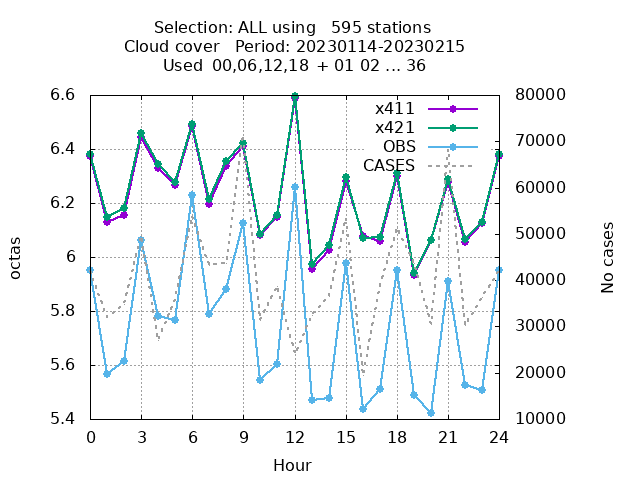 Selection: ALL using   595 stations
Cloud cover   Period: 20230114-20230215
Used  00,06,12,18  + 01 02 ... 36
6.6
6.4
6.2
6
5.8
5.6
5.4
octas
x411
x421
OBS
CASES
80000
70000
60000
50000
40000
30000
20000
10000
No cases
0 3 6 9 12 15 18 21 24
Hour